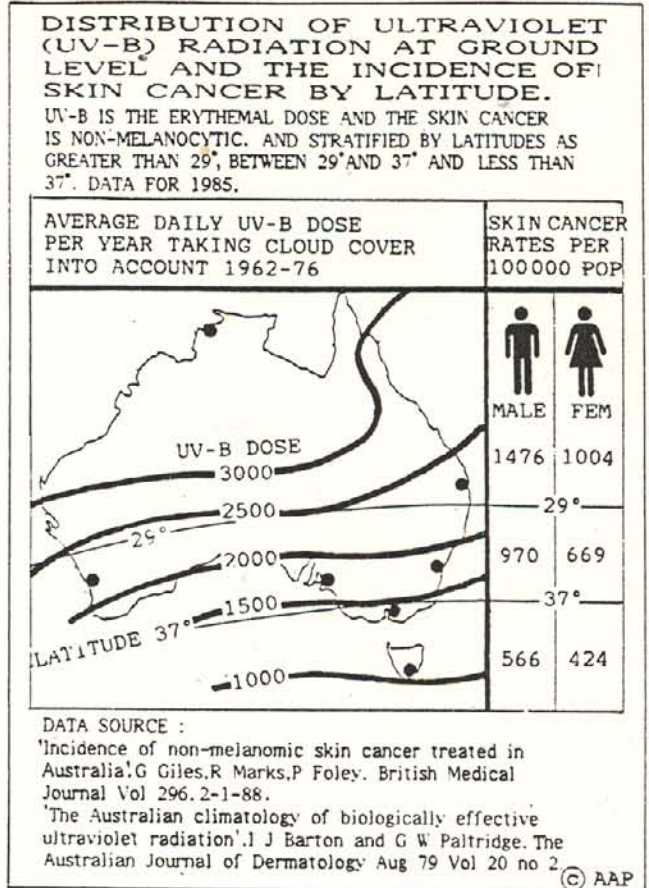 DISTRIBUTION OF ULTRAVIOLET
(UV-B) RADIATION AT GROUND
LEVEL AND THE INCIDENCE OF
SKIN CANCER BY LATITUDE.
UV-B IS THE ERYTHEMAL DOSE AND THE SKIN CANCER
IS NON-MELANOCYTIC. AND STRATIFIED BY LATITUDES AS
GREATER THAN 29°, BETWEEN 29° AND 37° AND LESS THAN
37°. DATA FOR 1985.
AVERAGE DAILY UV-B DOSE
PER YEAR TAKING CLOUD COVER
INTO ACCOUNT 1962-76
SKIN CANCER
RATES PER
100000 POP
MALE FEM
UV-B DOSE
3000
1476 1004
2500
29°
29°
2000
970 669
1500
37°
LATITUDE 37°
566 424
1000
DATA SOURCE :
'Incidence of non-melanomic skin cancer treated in
Australia'.G Giles.R Marks.P Foley. British Medical
Journal Vol 296.2-1-88.
'The Australian climatology of biologically effective
ultraviolet radiation'.I J Barton and G W Paltridge. The
Australian Journal of Dermatology Aug 79 Vol 20 no 2
© AAP